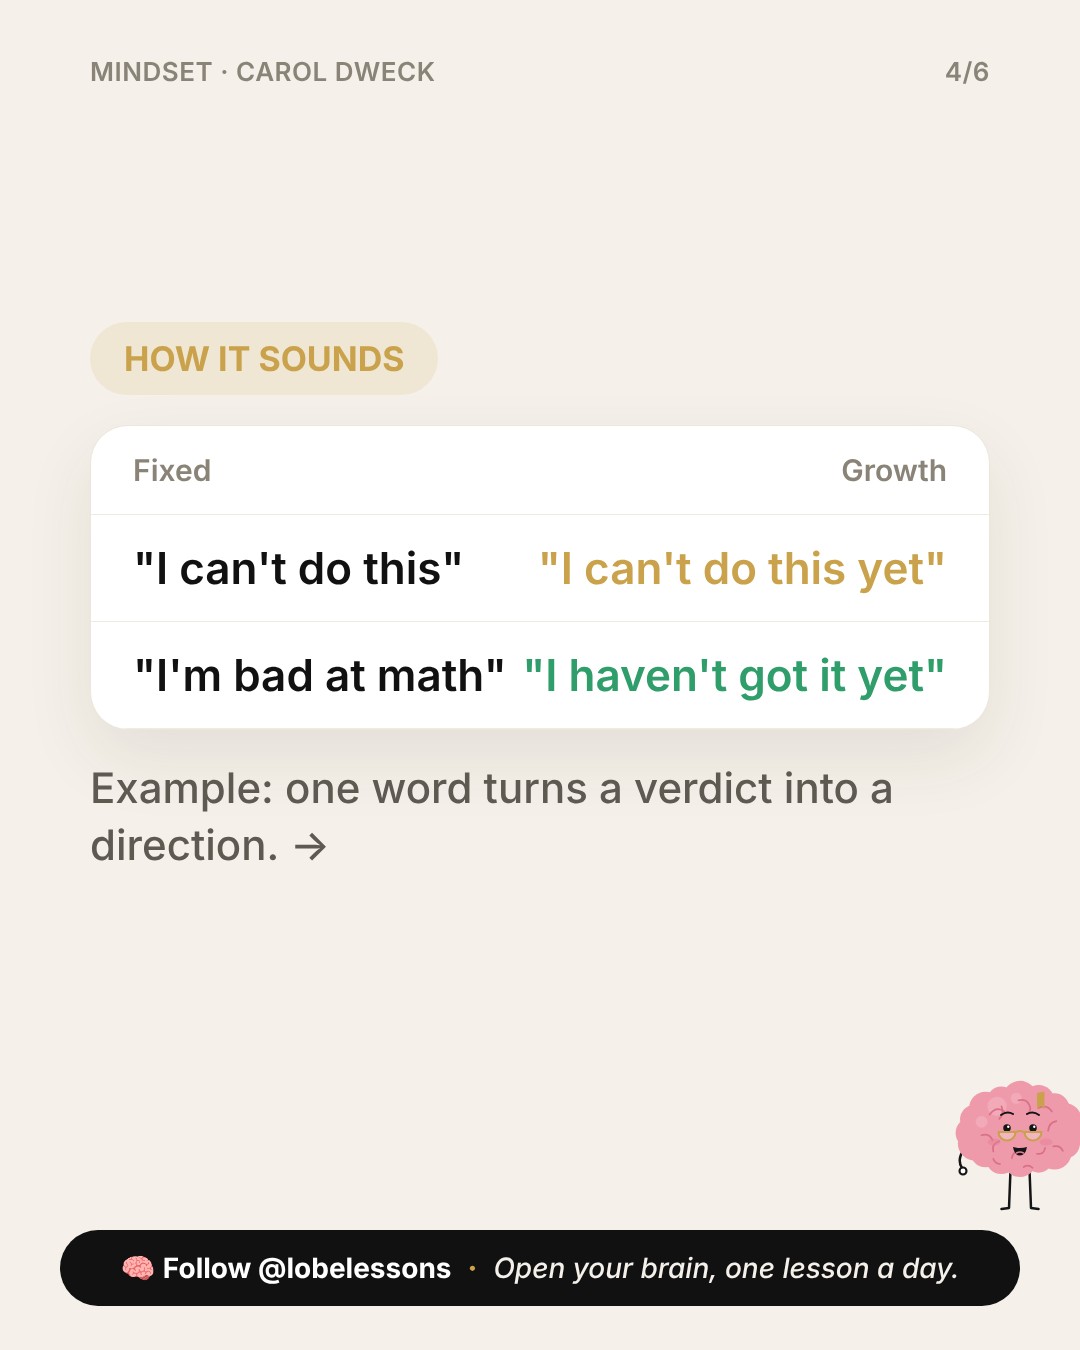 MINDSET · CAROL DWECK 4/6
HOW IT SOUNDS
Fixed Growth
"I can't do this" "I can't do this yet"
"I'm bad at math" "I haven't got it yet"
Example: one word turns a verdict into a
direction. →
🧠 Follow @lobelessons · Open your brain, one lesson a day.